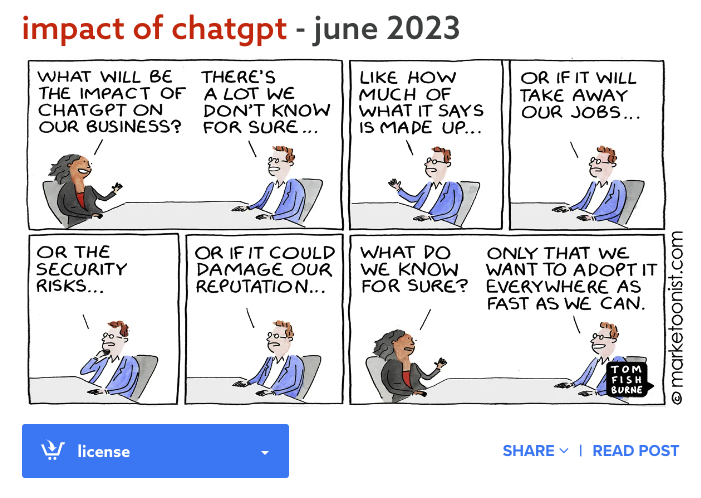 impact of chatgpt - june 2023
WHAT WILL BE
THE IMPACT OF
CHATGPT ON
OUR BUSINESS?
THERE'S
A LOT WE
DON'T KNOW
FOR SURE...
LIKE HOW
MUCH OF
WHAT IT SAYS
IS MADE UP...
OR IF IT WILL
TAKE AWAY
OUR JOBS...
OR THE
SECURITY
RISKS...
OR IF IT COULD
DAMAGE OUR
REPUTATION...
WHAT DO
WE KNOW
FOR SURE?
ONLY THAT WE
WANT TO ADOPT IT
EVERYWHERE AS
FAST AS WE CAN.
TOM
FISH
BURNE
© marketoonist.com
license
SHARE | READ POST